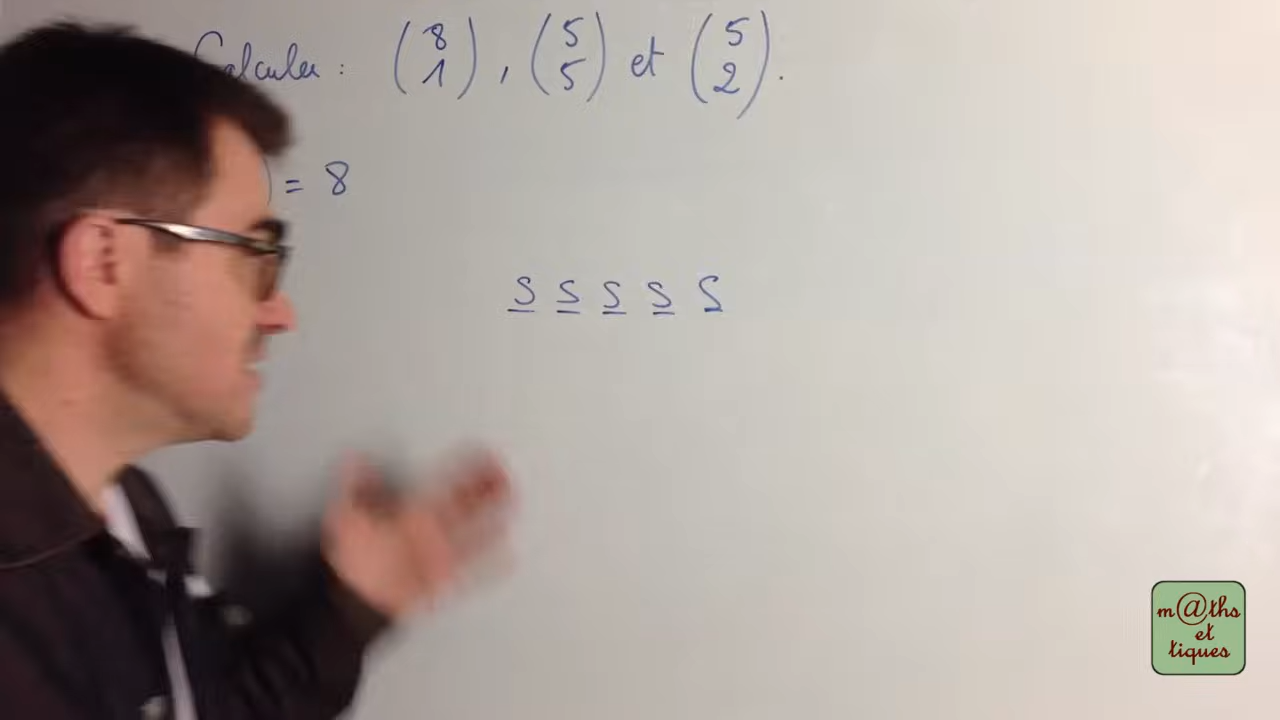 Calculer : (8 1), (5 5) et (5 2).
) = 8
S S S S S
m@ths
et
tiques